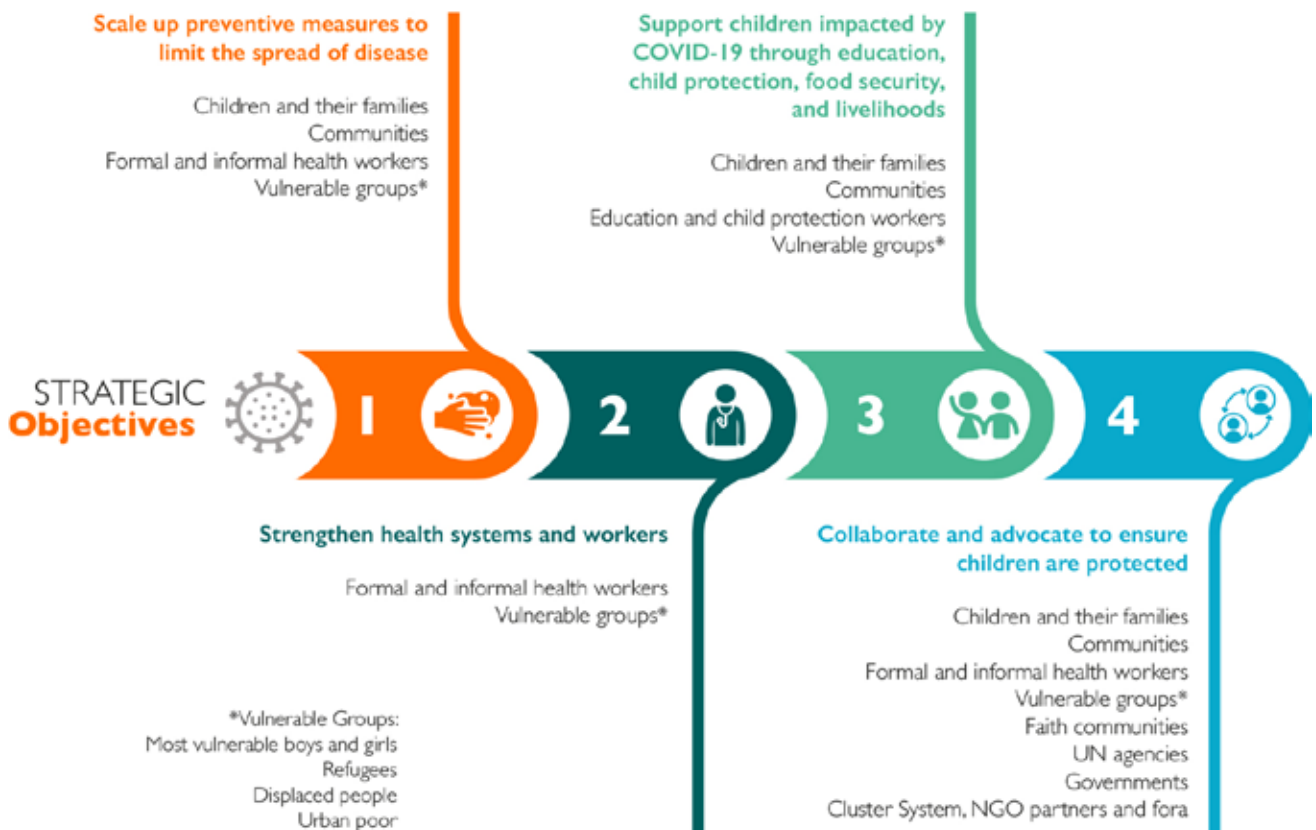 Scale up preventive measures to
limit the spread of disease
Children and their families
Communities
Formal and informal health workers
Vulnerable groups*
Support children impacted by
COVID-19 through education,
child protection, food security,
and livelihoods
Children and their families
Communities
Education and child protection workers
Vulnerable groups*
STRATEGIC
Objectives
1
2
3
4
Strengthen health systems and workers
Formal and informal health workers
Vulnerable groups*
*Vulnerable Groups:
Most vulnerable boys and girls
Refugees
Displaced people
Urban poor
Collaborate and advocate to ensure
children are protected
Children and their families
Communities
Formal and informal health workers
Vulnerable groups*
Faith communities
UN agencies
Governments
Cluster System, NGO partners and fora